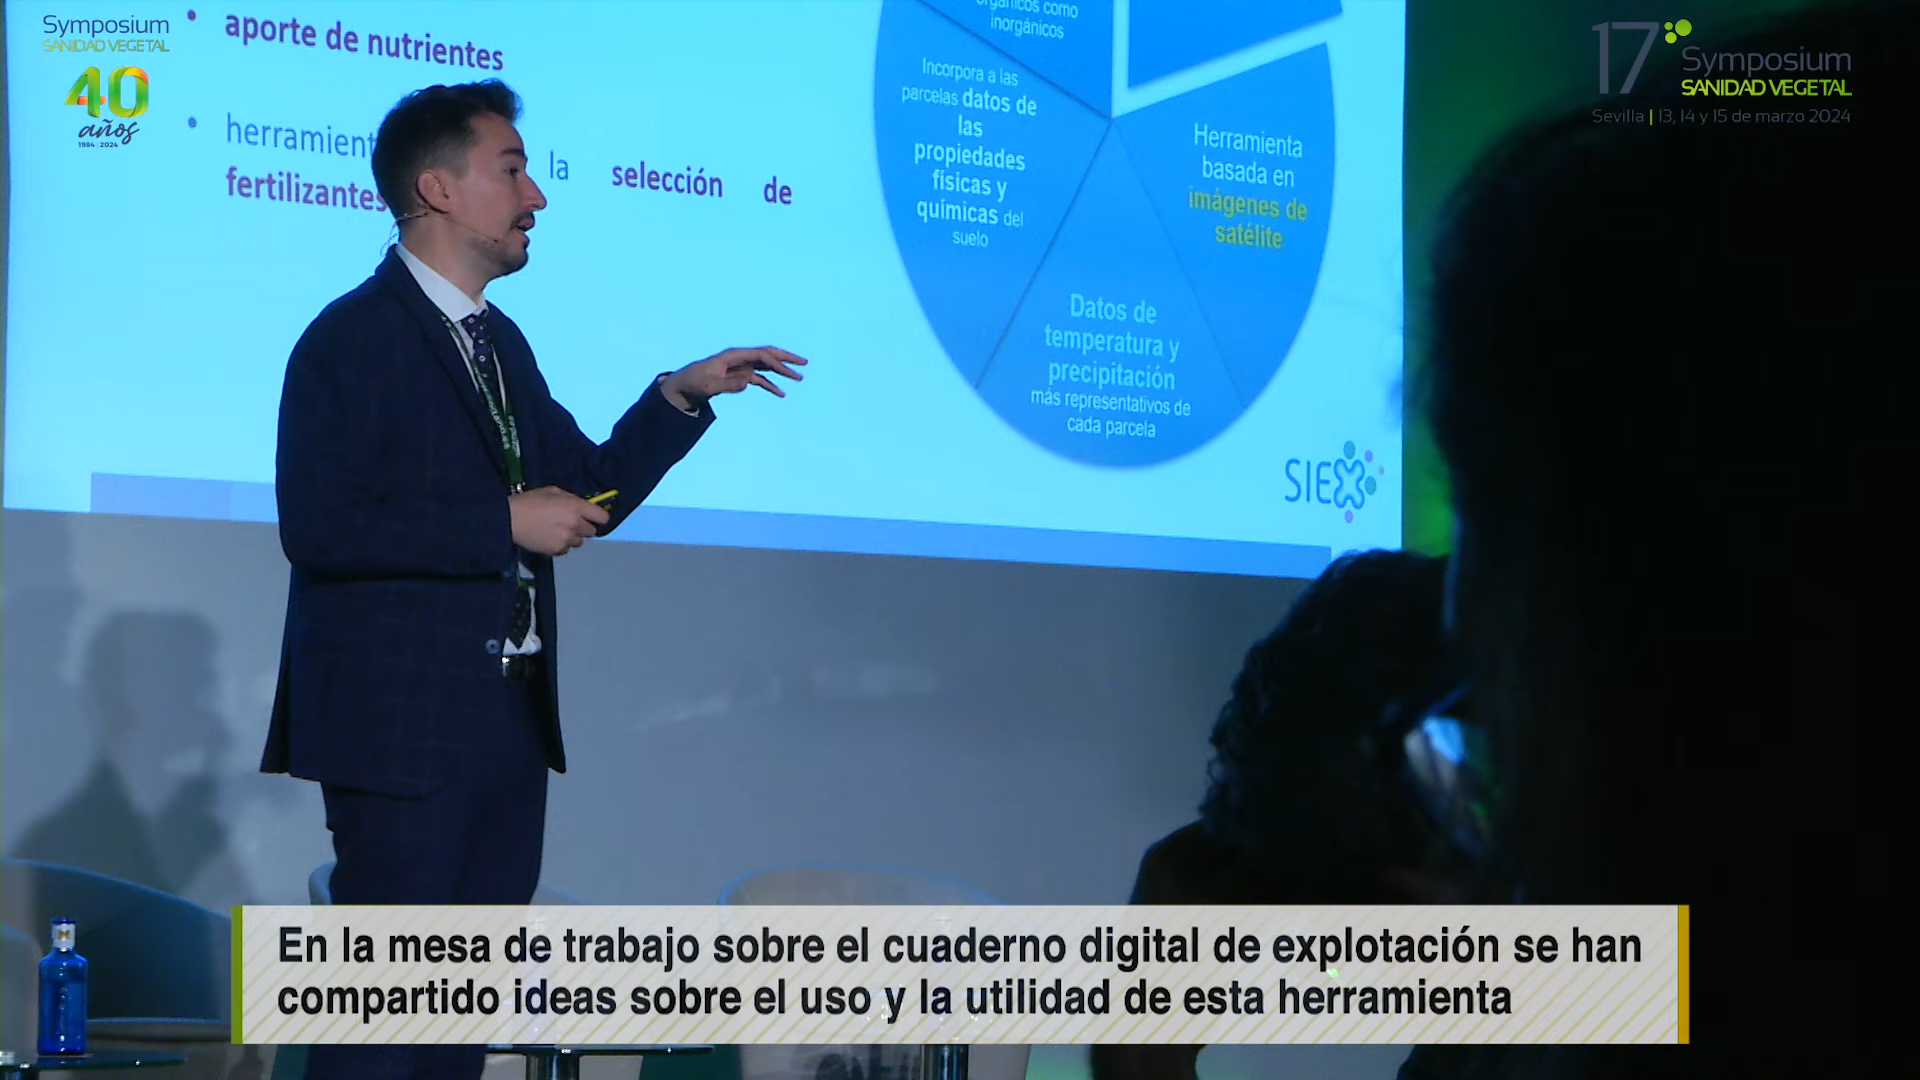 Symposium
SANIDAD VEGETAL
40
años
1984 : 2024
• aporte de nutrientes
• herramient la selección de
fertilizantes
orgánicos como
inorgánicos
Incorpora a las
parcelas datos de
las
propiedades
físicas y
químicas del
suelo
Herramienta
basada en
imágenes de
satélite
Datos de
temperatura y
precipitación
más representativos de
cada parcela
SIEX
17 Symposium
SANIDAD VEGETAL
Sevilla | 13, 14 y 15 de marzo 2024
En la mesa de trabajo sobre el cuaderno digital de explotación se han
compartido ideas sobre el uso y la utilidad de esta herramienta